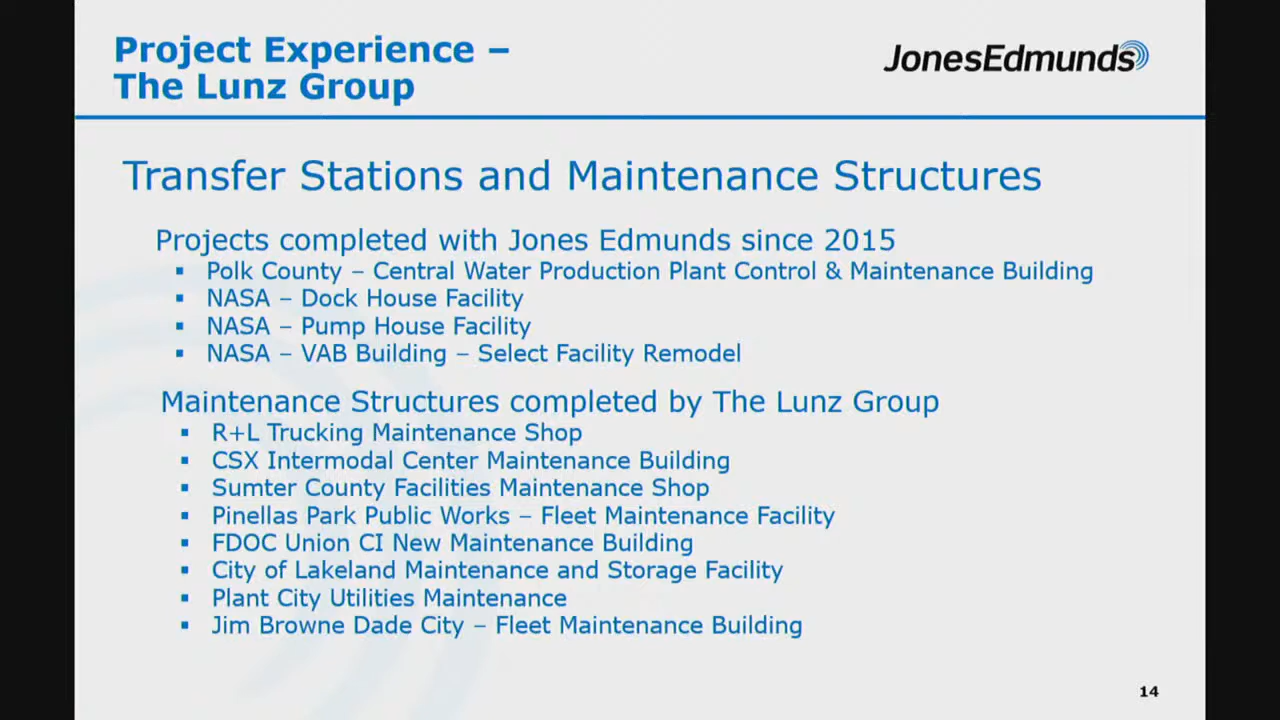 Project Experience –
The Lunz Group
JonesEdmunds
Transfer Stations and Maintenance Structures
Projects completed with Jones Edmunds since 2015
▪ Polk County – Central Water Production Plant Control & Maintenance Building
▪ NASA – Dock House Facility
▪ NASA – Pump House Facility
▪ NASA – VAB Building – Select Facility Remodel
Maintenance Structures completed by The Lunz Group
▪ R+L Trucking Maintenance Shop
▪ CSX Intermodal Center Maintenance Building
▪ Sumter County Facilities Maintenance Shop
▪ Pinellas Park Public Works – Fleet Maintenance Facility
▪ FDOC Union CI New Maintenance Building
▪ City of Lakeland Maintenance and Storage Facility
▪ Plant City Utilities Maintenance
▪ Jim Browne Dade City – Fleet Maintenance Building
14